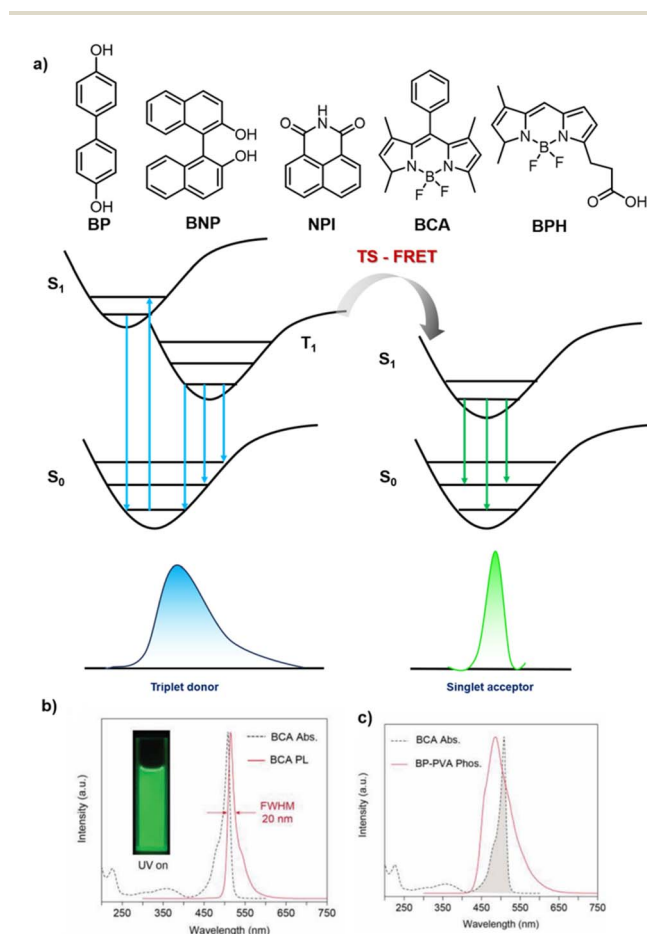 a)
OH
OH
BP
OH
OH
BNP
H
O N O
NPI
N N
B
F F
BCA
N N
B
F F
O
OH
BPH
TS - FRET
S1
T1
S1
S0
S0
Triplet donor
Singlet acceptor
b)
Intensity (a.u.)
BCA Abs.
BCA PL
FWHM
20 nm
UV on
250 350 450 550 650 750
Wavelength (nm)
c)
Intensity (a.u.)
BCA Abs.
BP-PVA Phos.
250 350 450 550 650 750
Wavelength (nm)